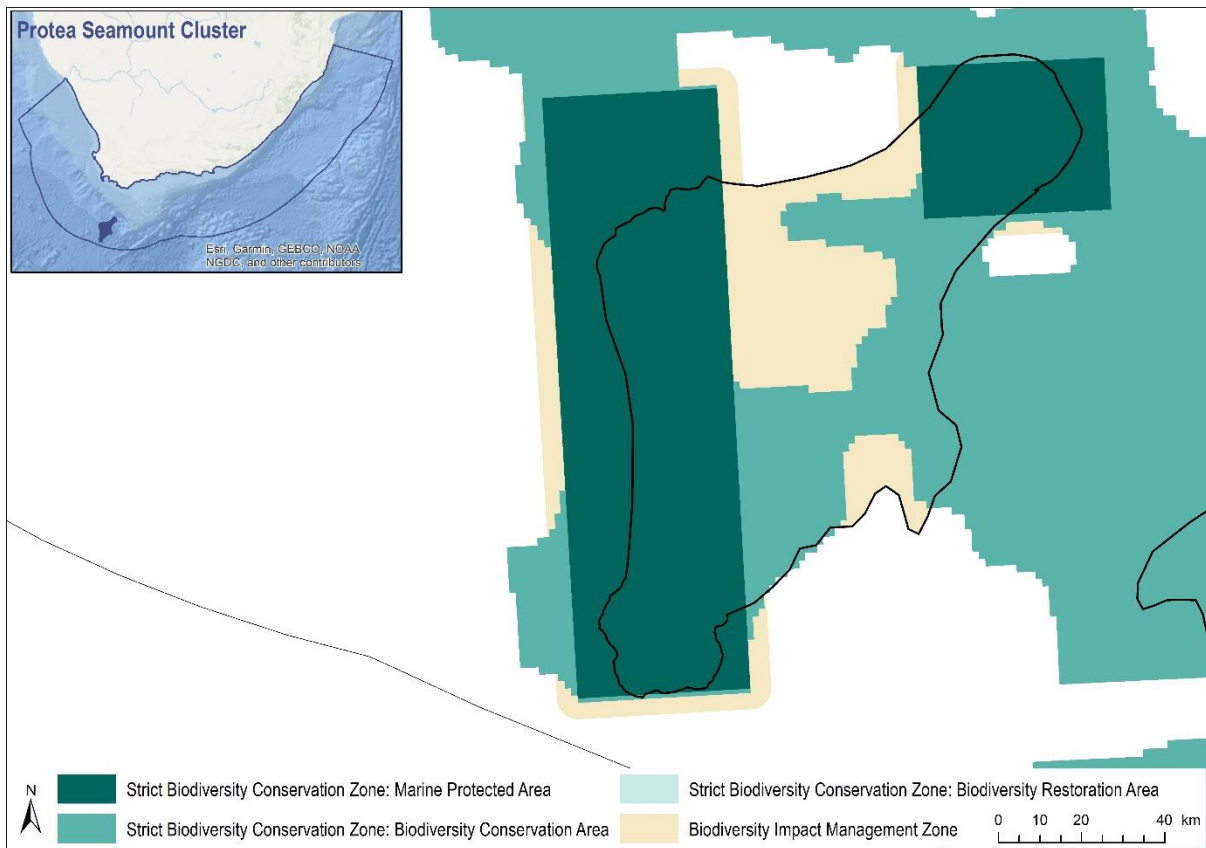 Protea Seamount Cluster
Esri, Garmin, GEBCO, NOAA
NGDC, and other contributors
N
Strict Biodiversity Conservation Zone: Marine Protected Area
Strict Biodiversity Conservation Zone: Biodiversity Conservation Area
Strict Biodiversity Conservation Zone: Biodiversity Restoration Area
Biodiversity Impact Management Zone
0 10 20 40 km